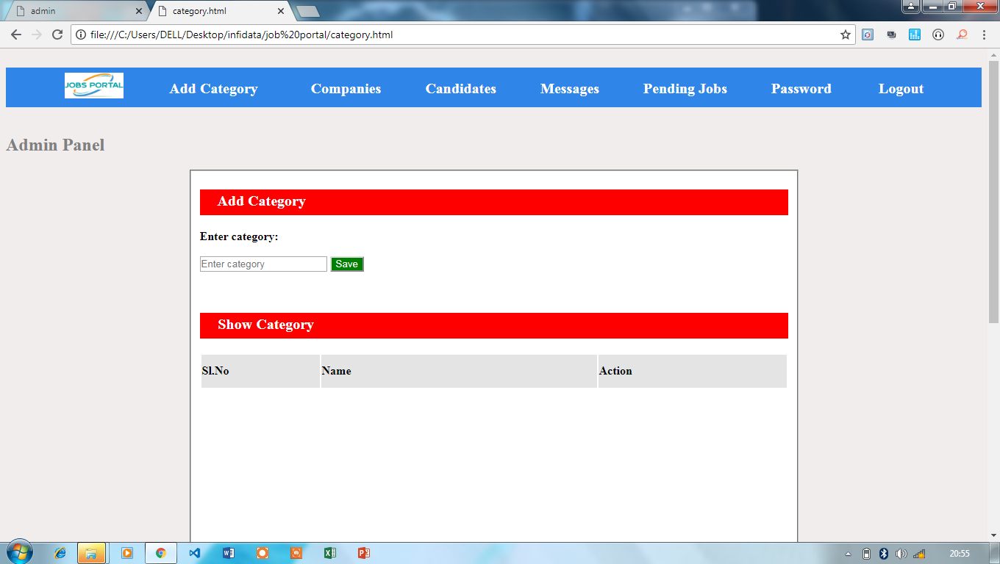 admin
category.html
file:///C:/Users/DELL/Desktop/infidata/job%20portal/category.html
JOBS PORTAL Add Category Companies Candidates Messages Pending Jobs Password Logout
Admin Panel
Add Category
Enter category:
Enter category Save
Show Category
Sl.No Name Action
20:55